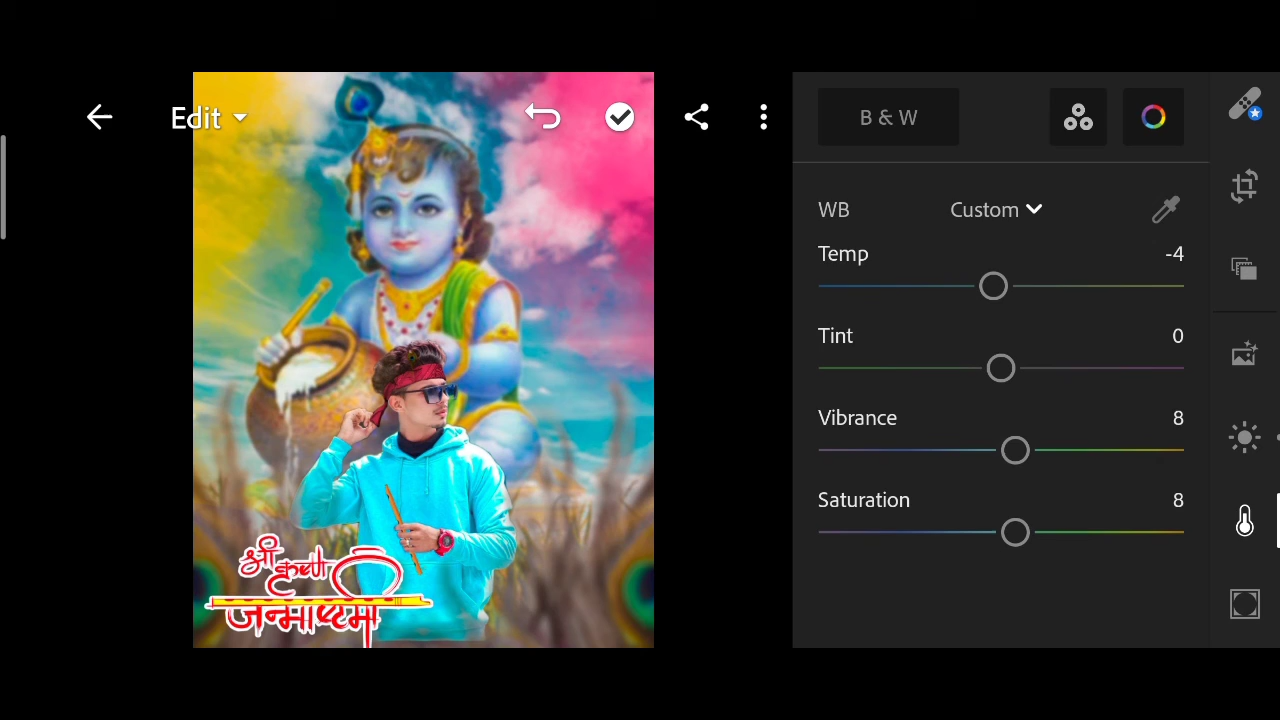 Edit
B & W
WB Custom
Temp -4
Tint 0
Vibrance 8
Saturation 8
श्री कृष्ण
जन्माष्टमी